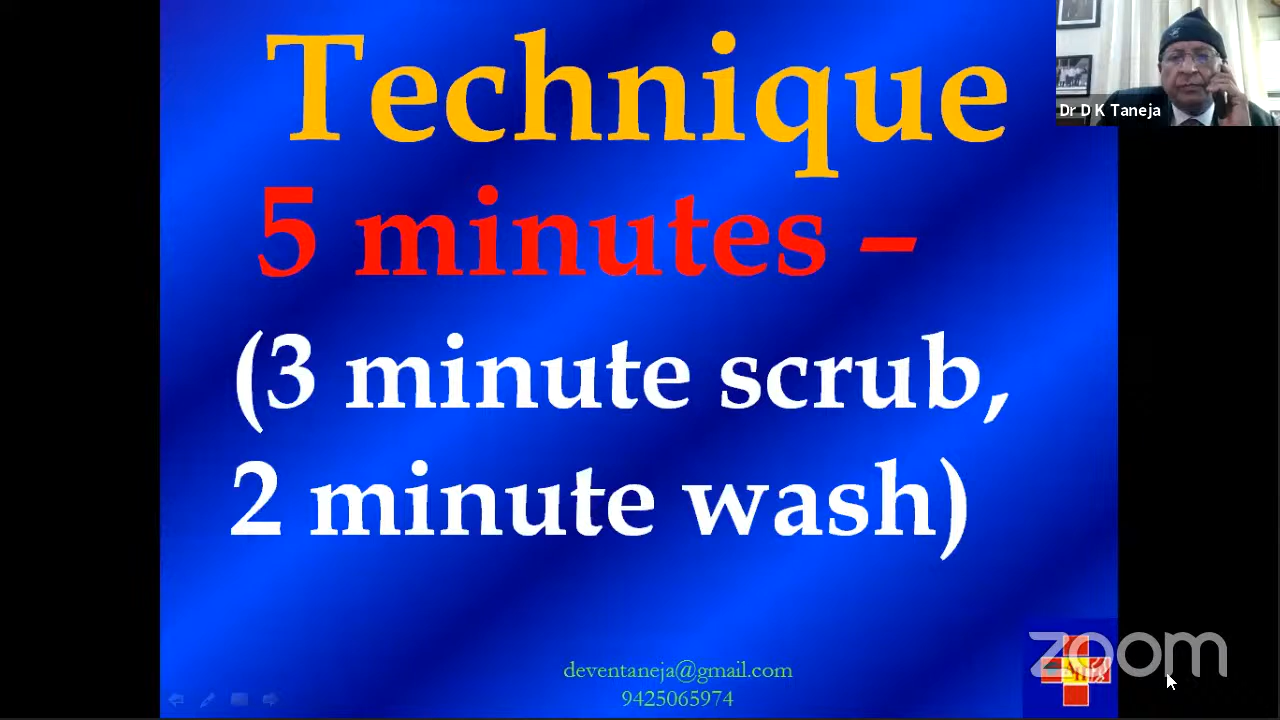 Technique
5 minutes –
(3 minute scrub,
2 minute wash)
Dr D K Taneja
deventaneja@gmail.com
9425065974
zoom